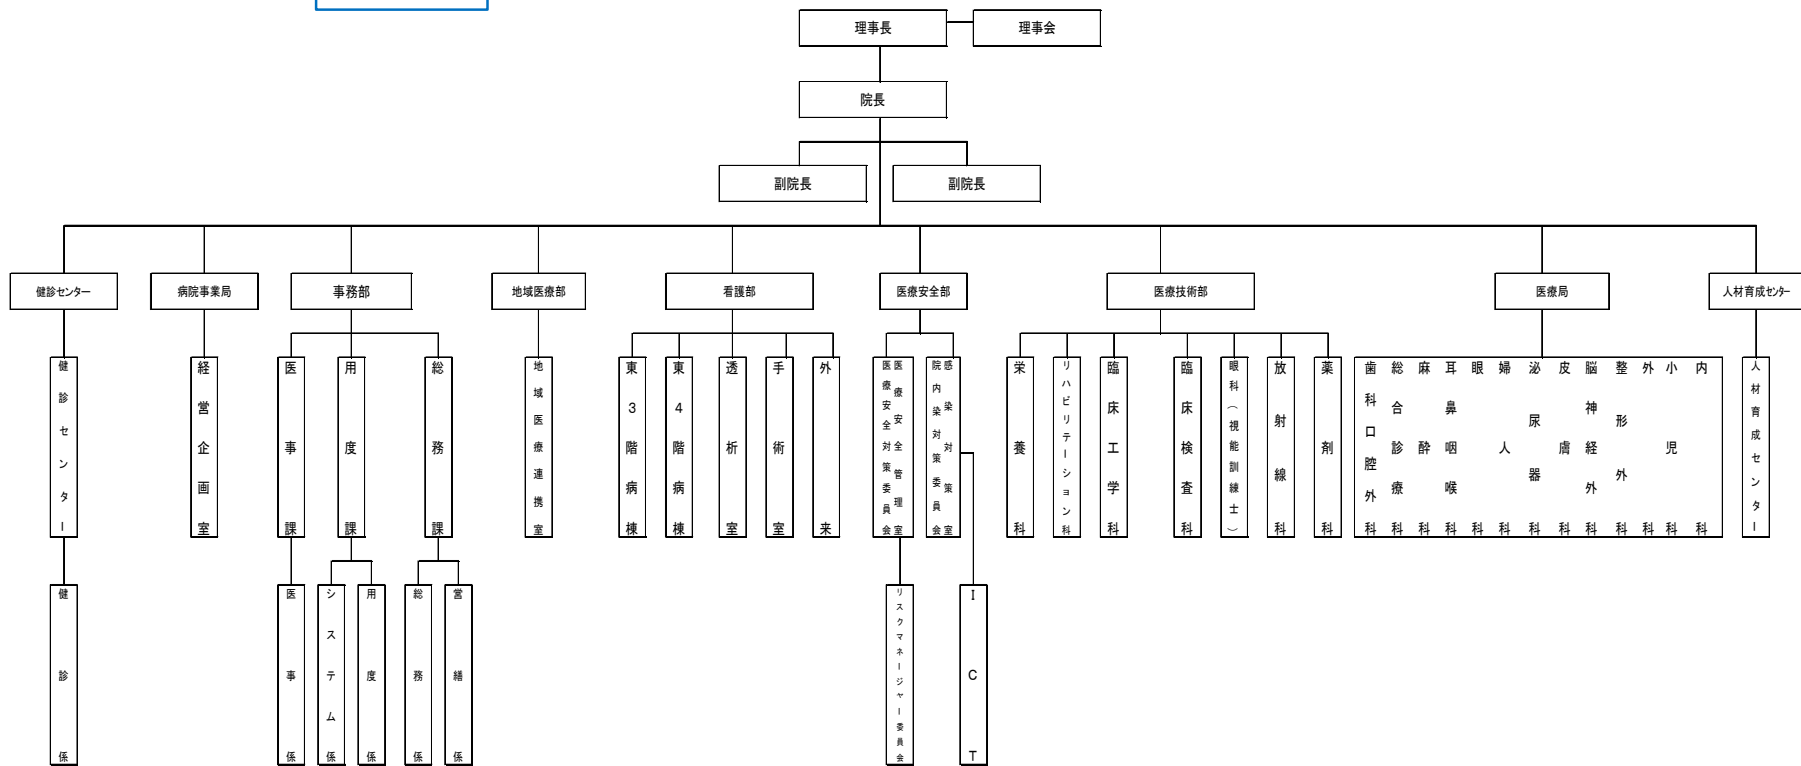 理事長
理事会
院長
副院長
副院長
健診センター
病院事業局
事務部
地域医療部
看護部
医療安全部
医療技術部
医療局
人材育成センター
健診センター
経営企画室
医事課
用度課
総務課
地域医療連携室
東3階病棟
東4階病棟
透析室
手術室
外来
医療安全管理室
医療安全対策委員会
感染対策室
院内染対策委員会
栄養科
リハビリテーション科
臨床工学科
臨床検査科
眼科(視能訓練士)
放射線科
薬剤科
歯科口腔外科
総合診療科
麻酔科
耳鼻咽喉科
眼科
婦人科
泌尿器科
皮膚科
脳神経外科
整形外科
外科
小児科
内科
人材育成センター
健診係
医事係
システム係
用度係
総務係
営繕係
リスクマネージャー委員会
ICT